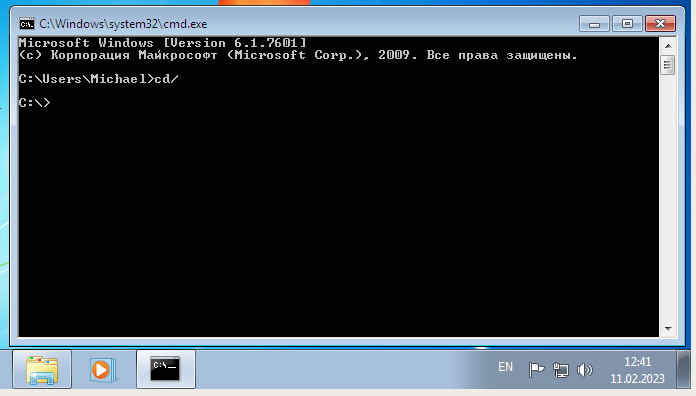 C:\Windows\system32\cmd.exe
Microsoft Windows [Version 6.1.7601]
(c) Корпорация Майкрософт (Microsoft Corp.), 2009. Все права защищены.
C:\Users\Michael>cd/
C:\>
EN
12:41
11.02.2023